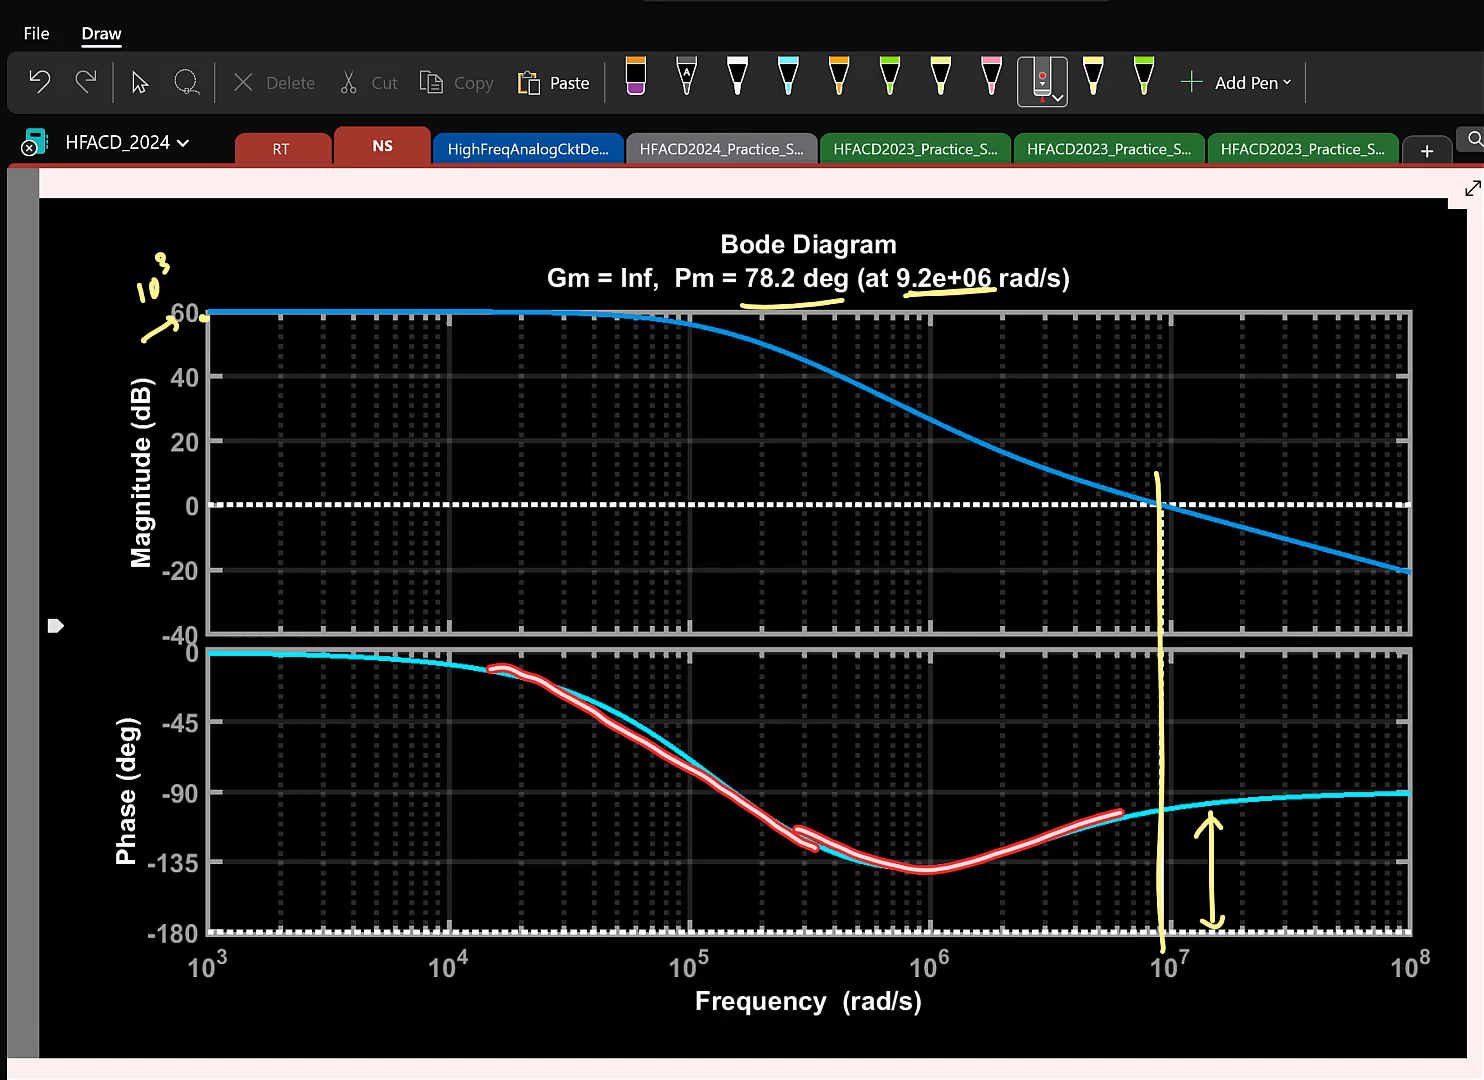 File Draw
Delete Cut Copy Paste A Add Pen
HFACD_2024 RT NS HighFreqAnalogCktDe... HFACD2024_Practice_S... HFACD2023_Practice_S... HFACD2023_Practice_S... HFACD2023_Practice_S... +
Bode Diagram
Gm = Inf, Pm = 78.2 deg (at 9.2e+06 rad/s)
10³
60
40
20
0
-20
-40
Magnitude (dB)
0
-45
-90
-135
-180
Phase (deg)
10³ 10⁴ 10⁵ 10⁶ 10⁷ 10⁸
Frequency (rad/s)